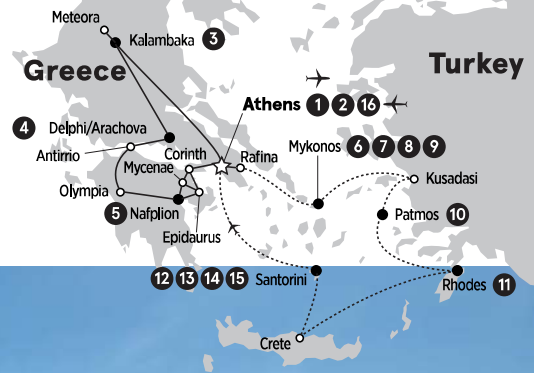 Meteora
Kalambaka 3
Greece
Turkey
Athens 1 2 16
4 Delphi/Arachova
Antirrio
Corinth
Rafina
Mykonos 6 7 8 9
Mycenae
Kusadasi
Olympia
5 Nafplion
Patmos 10
Epidaurus
12 13 14 15 Santorini
Rhodes 11
Crete